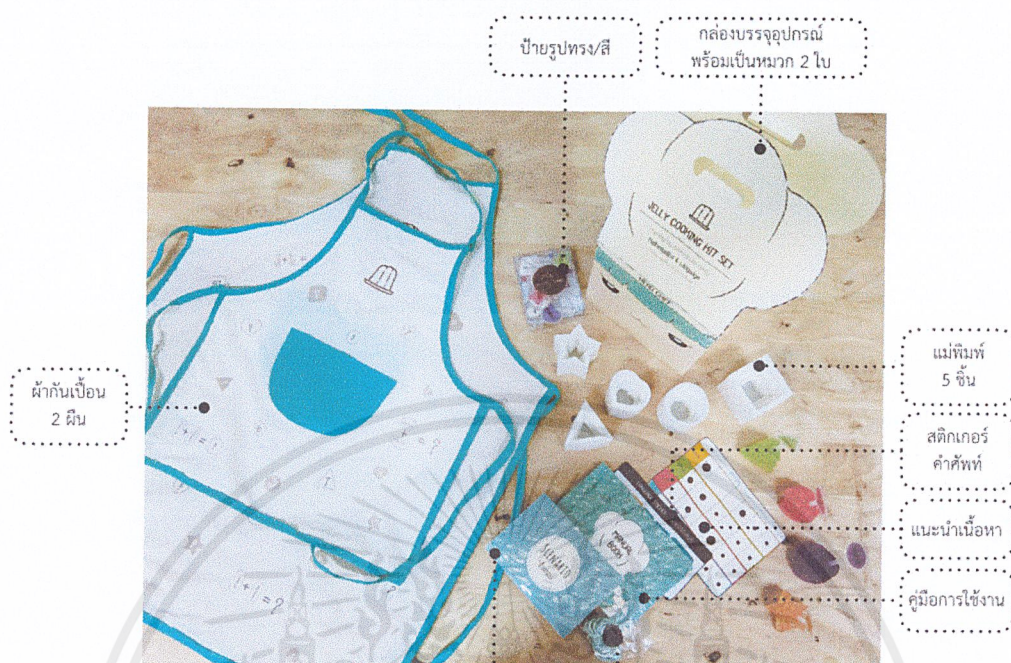 ป้ายรูปทรง/สี
กล่องบรรจุอุปกรณ์
พร้อมเป็นหมวก 2 ใบ
JELLY COOKING KIT SET
แม่พิมพ์
5 ชิ้น
ผ้ากันเปื้อน
2 ผืน
สติกเกอร์
คำศัพท์
แนะนำเนื้อหา
MANUAL
BOOK
คู่มือการใช้งาน
1+1=?
1+1=?